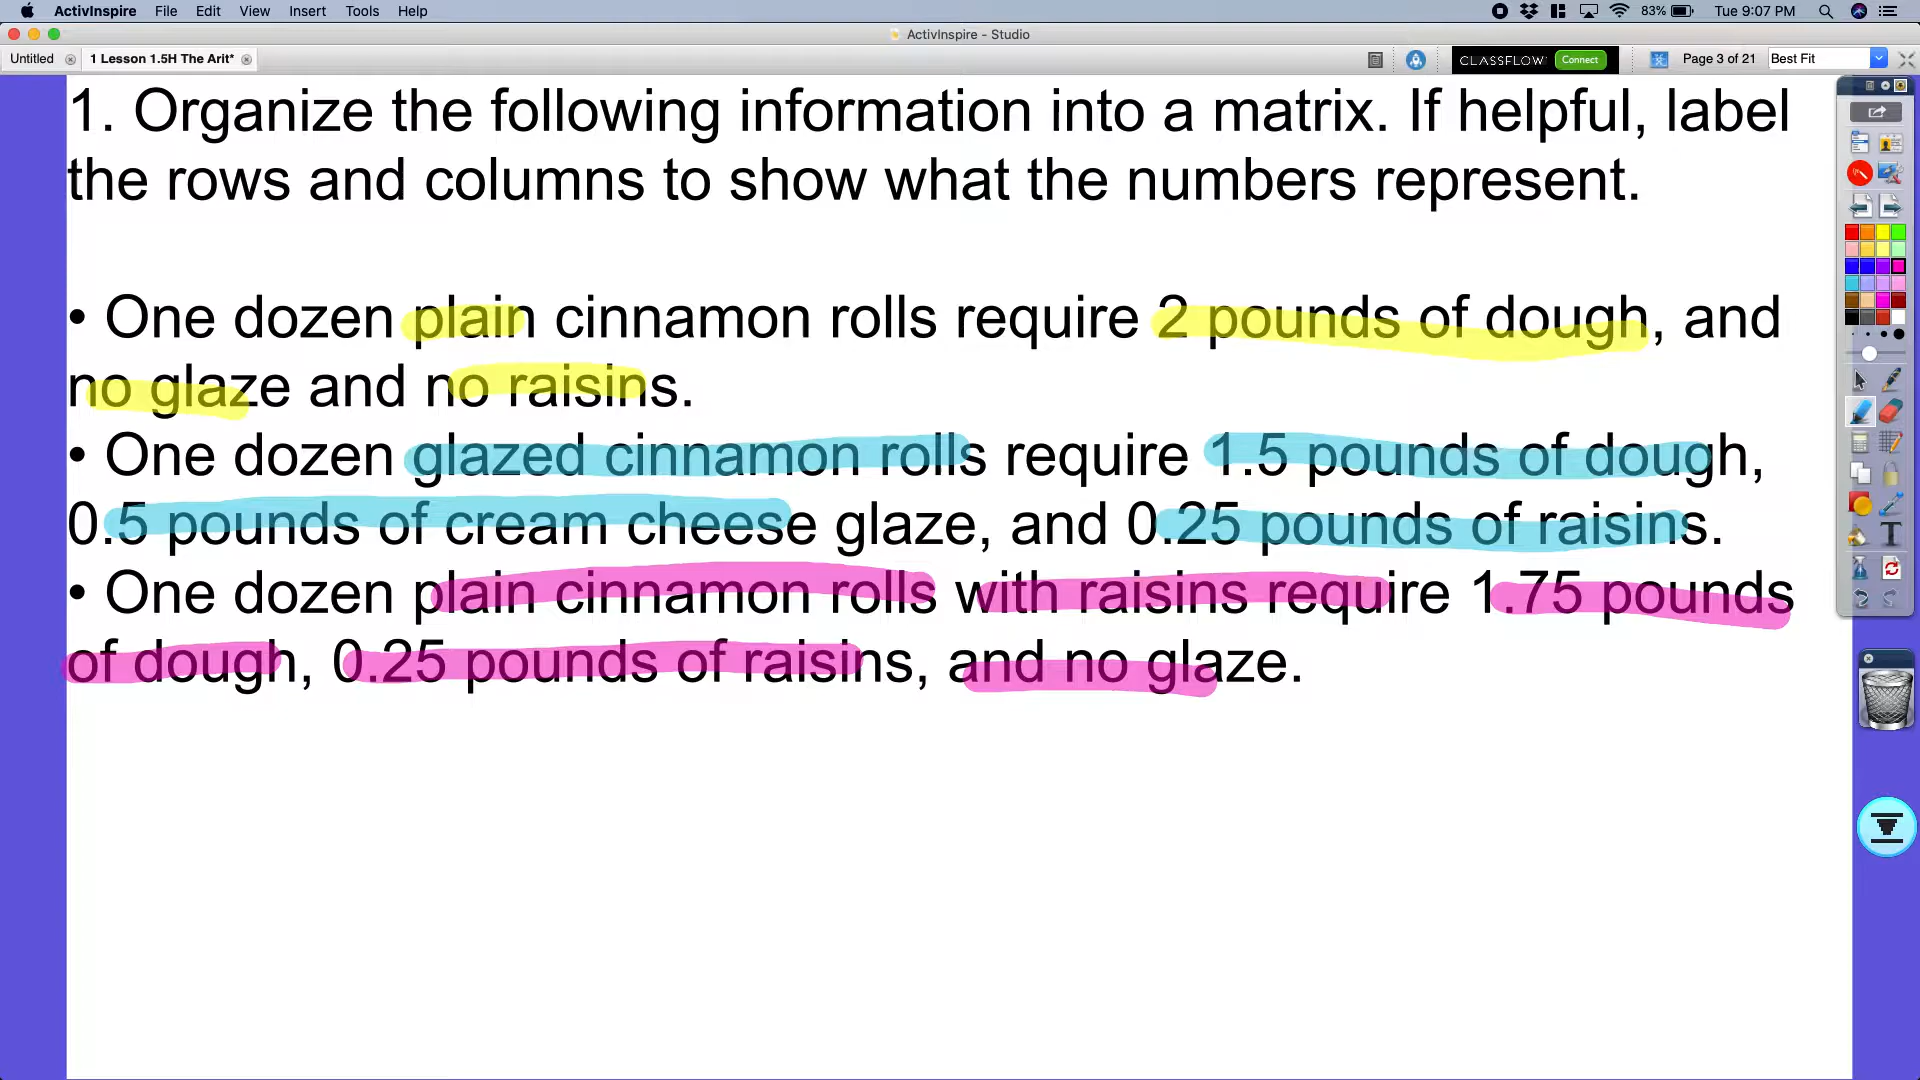 ActivInspire File Edit View Insert Tools Help 83% Tue 9:07 PM
ActivInspire - Studio
Untitled 1 Lesson 1.5H The Arit* CLASSFLOW Connect Page 3 of 21 Best Fit
1. Organize the following information into a matrix. If helpful, label
the rows and columns to show what the numbers represent.
• One dozen plain cinnamon rolls require 2 pounds of dough, and
no glaze and no raisins.
• One dozen glazed cinnamon rolls require 1.5 pounds of dough,
0.5 pounds of cream cheese glaze, and 0.25 pounds of raisins.
• One dozen plain cinnamon rolls with raisins require 1.75 pounds
of dough, 0.25 pounds of raisins, and no glaze.